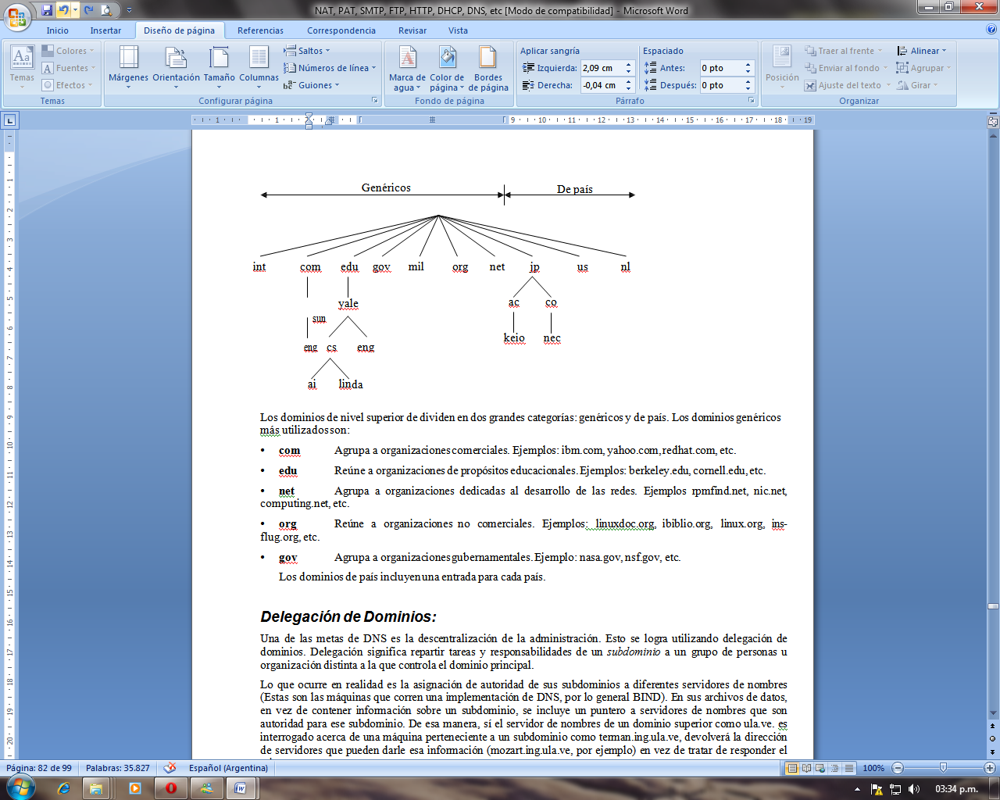 NAT, PAT, SMTP, FTP, HTTP, DHCP, DNS, etc [Modo de compatibilidad] - Microsoft Word
Inicio Insertar Diseño de página Referencias Correspondencia Revisar Vista
Temas
Colores
Fuentes
Efectos
Temas
Márgenes Orientación Tamaño Columnas
Saltos
Números de línea
Guiones
Configurar página
Marca de agua
Color de página
Bordes de página
Fondo de página
Aplicar sangría
Izquierda: 2,09 cm
Derecha: -0,04 cm
Espaciado
Antes: 0 pto
Después: 0 pto
Párrafo
Posición
Traer al frente
Enviar al fondo
Ajuste del texto
Alinear
Agrupar
Girar
Organizar
1 1 9 10 11 12 13 14 15 16 17 18 19
1
2
3
4
5
6
7
8
9
10
11
12
13
14
15
16
17
18
19
20
Genéricos De país
int com edu gov mil org net jp us nl
yale ac co
sun
keio nec
eng cs eng
ai linda
Los dominios de nivel superior de dividen en dos grandes categorías: genéricos y de país. Los dominios genéricos
más utilizados son:
• com Agrupa a organizaciones comerciales. Ejemplos: ibm.com, yahoo.com, redhat.com, etc.
• edu Reúne a organizaciones de propósitos educacionales. Ejemplos: berkeley.edu, cornell.edu, etc.
• net Agrupa a organizaciones dedicadas al desarrollo de las redes. Ejemplos rpmfind.net, nic.net,
computing.net, etc.
• org Reúne a organizaciones no comerciales. Ejemplos: linuxdoc.org, ibiblio.org, linux.org, ins-
flug.org, etc.
• gov Agrupa a organizaciones gubernamentales. Ejemplo: nasa.gov, nsf.gov, etc.
Los dominios de país incluyen una entrada para cada país.
Delegación de Dominios:
Una de las metas de DNS es la descentralización de la administración. Esto se logra utilizando delegación de
dominios. Delegación significa repartir tareas y responsabilidades de un subdominio a un grupo de personas u
organización distinta a la que controla el dominio principal.
Lo que ocurre en realidad es la asignación de autoridad de sus subdominios a diferentes servidores de nombres
(Estas son las máquinas que corren una implementación de DNS, por lo general BIND). En sus archivos de datos,
en vez de contener información sobre un subdominio, se incluye un puntero a servidores de nombres que son
autoridad para ese subdominio. De esa manera, sí el servidor de nombres de un dominio superior como ula.ve. es
interrogado acerca de una máquina perteneciente a un subdominio como terman.ing.ula.ve, devolverá la dirección
de servidores que pueden darle esa información (mozart.ing.ula.ve, por ejemplo) en vez de tratar de responder el
Página: 82 de 99 Palabras: 35.827 Español (Argentina) 100%
03:34 p.m.